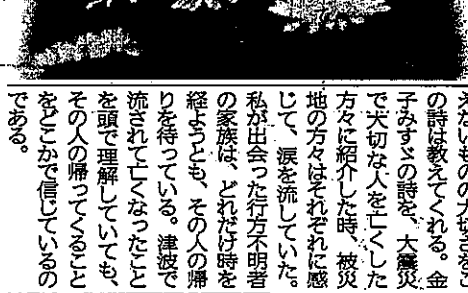 の詩は教えてくれる。金
子みすゞの詩を、大震災
で大切な人を亡くした
方々に紹介した時、被災
地の方々はそれぞれに感
じて、涙を流していた。
私が出会った行方不明者
の家族は、どれだけ時を
経ようとも、その人の帰
りを待っている。津波で
流されて亡くなったこと
を頭で理解していても、
その人の帰ってくること
をどこかで信じているの
である。